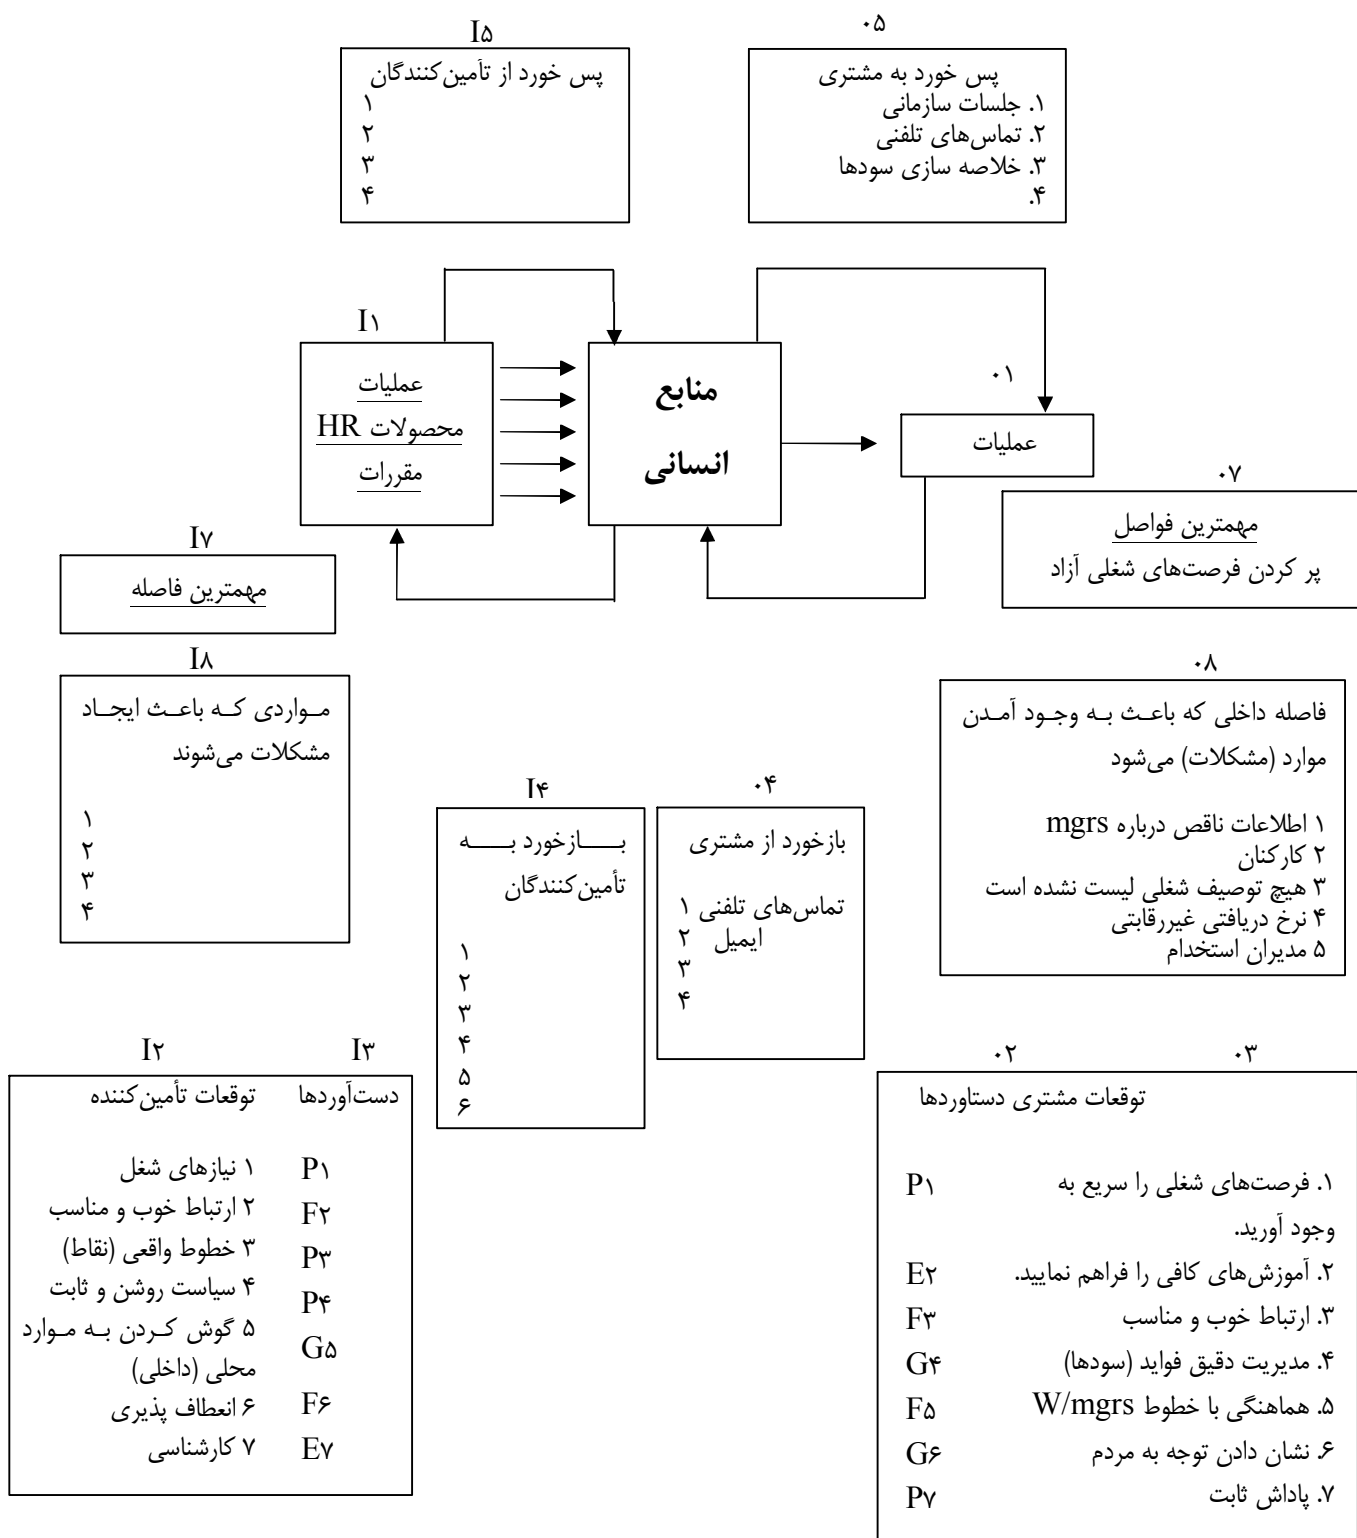 I۵
پس خورد از تأمین‌کنندگان
۱
۲
۳
۴
۰۵
پس خورد به مشتری
۱. جلسات سازمانی
۲. تماس‌های تلفنی
۳. خلاصه سازی سودها
۴.
I۱
عملیات
محصولات HR
مقررات
منابع
انسانی
۰۱
عملیات
۰۷
مهمترین فواصل
پر کردن فرصت‌های شغلی آزاد
I۷
مهمترین فاصله
I۸
مواردی که باعث ایجاد
مشکلات می‌شوند
۱
۲
۳
۴
۰۸
فاصله داخلی که باعث به وجود آمدن
موارد (مشکلات) می‌شود
۱ اطلاعات ناقص درباره mgrs
۲ کارکنان
۳ هیچ توصیف شغلی لیست نشده است
۴ نرخ دریافتی غیررقابتی
۵ مدیران استخدام
I۴
بازخورد به
تأمین‌کنندگان
۱
۲
۳
۴
۵
۶
۰۴
بازخورد از مشتری
تماس‌های تلفنی ۱
ایمیل ۲
۳
۴
I۲ I۳
توقعات تأمین‌کننده دست‌آوردها
۱ نیازهای شغل P۱
۲ ارتباط خوب و مناسب F۲
۳ خطوط واقعی (نقاط) P۳
۴ سیاست روشن و ثابت P۴
۵ گوش کردن به موارد G۵
محلی (داخلی)
۶ انعطاف پذیری F۶
۷ کارشناسی E۷
۰۲ ۰۳
توقعات مشتری دستاوردها
۱. فرصت‌های شغلی را سریع به P۱
وجود آورید.
۲. آموزش‌های کافی را فراهم نمایید. E۲
۳. ارتباط خوب و مناسب F۳
۴. مدیریت دقیق فواید (سودها) G۴
۵. هماهنگی با خطوط W/mgrs F۵
۶. نشان دادن توجه به مردم G۶
۷. پاداش ثابت P۷